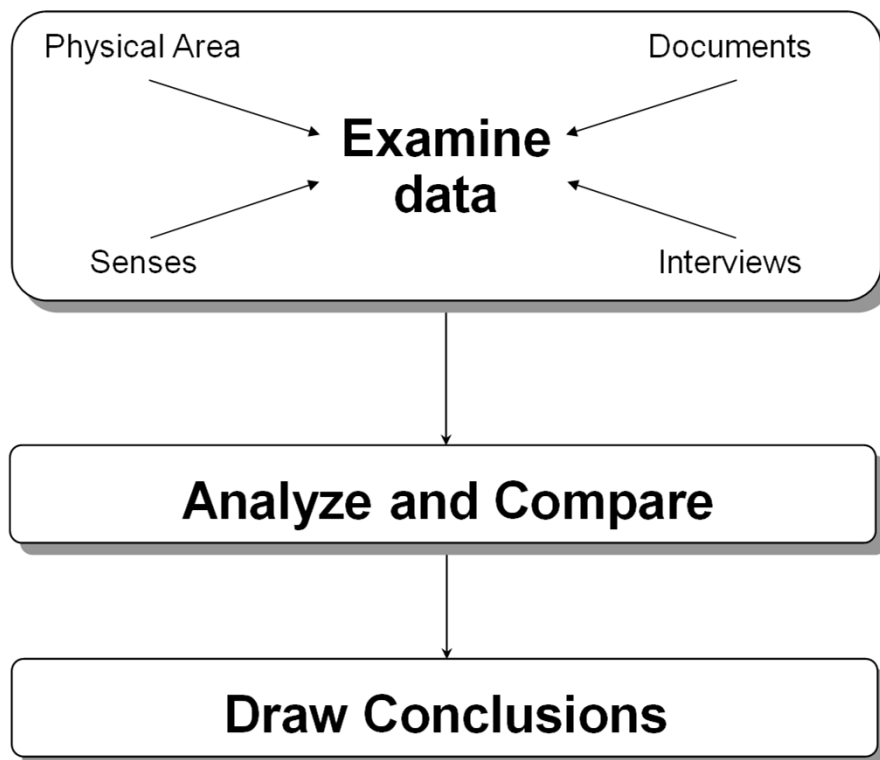 Physical Area
Documents
Examine
data
Senses
Interviews
Analyze and Compare
Draw Conclusions